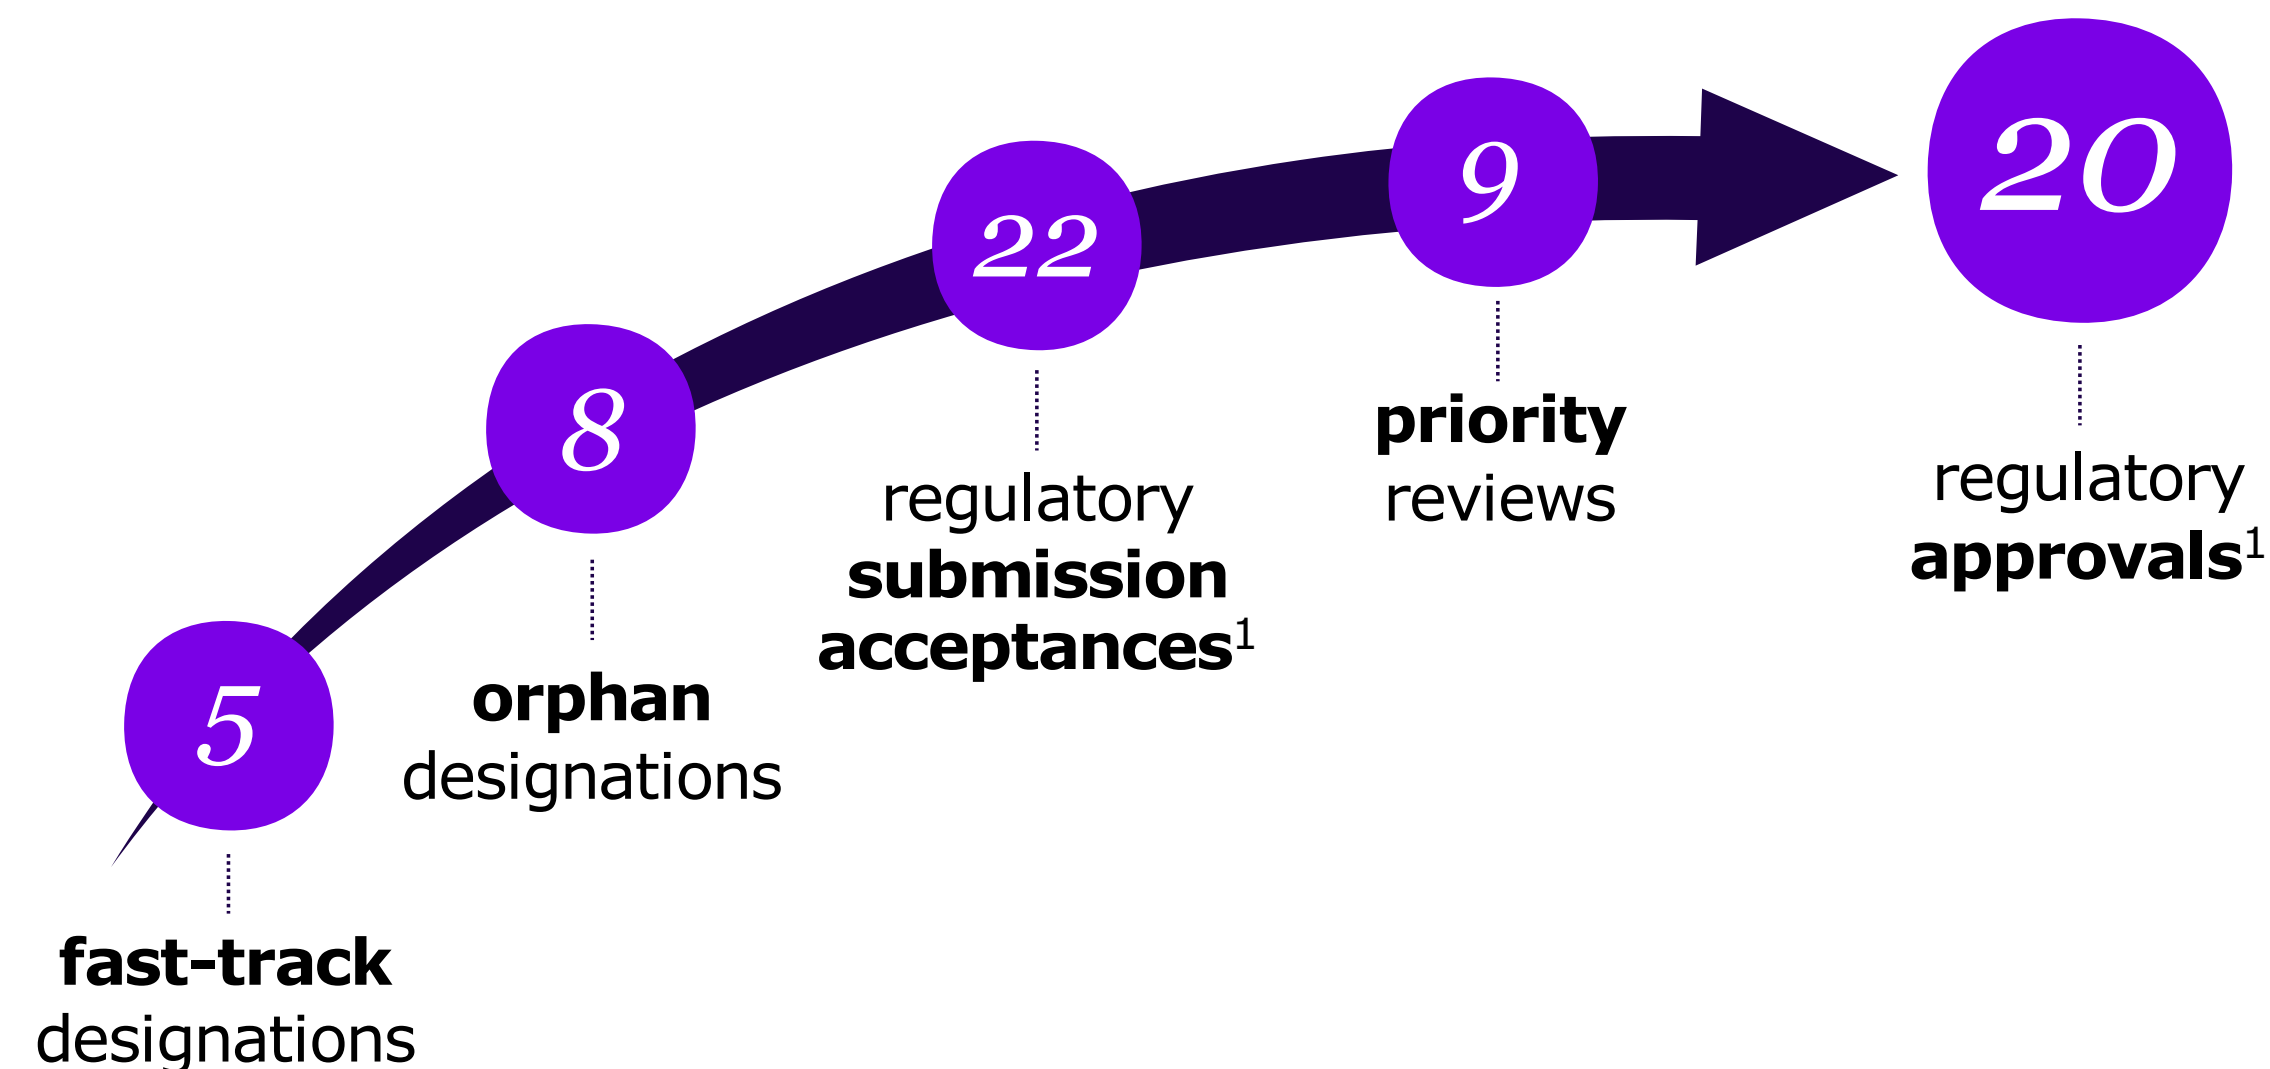 5
fast-track
designations
8
orphan
designations
22
regulatory
submission
acceptances¹
9
priority
reviews
20
regulatory
approvals¹